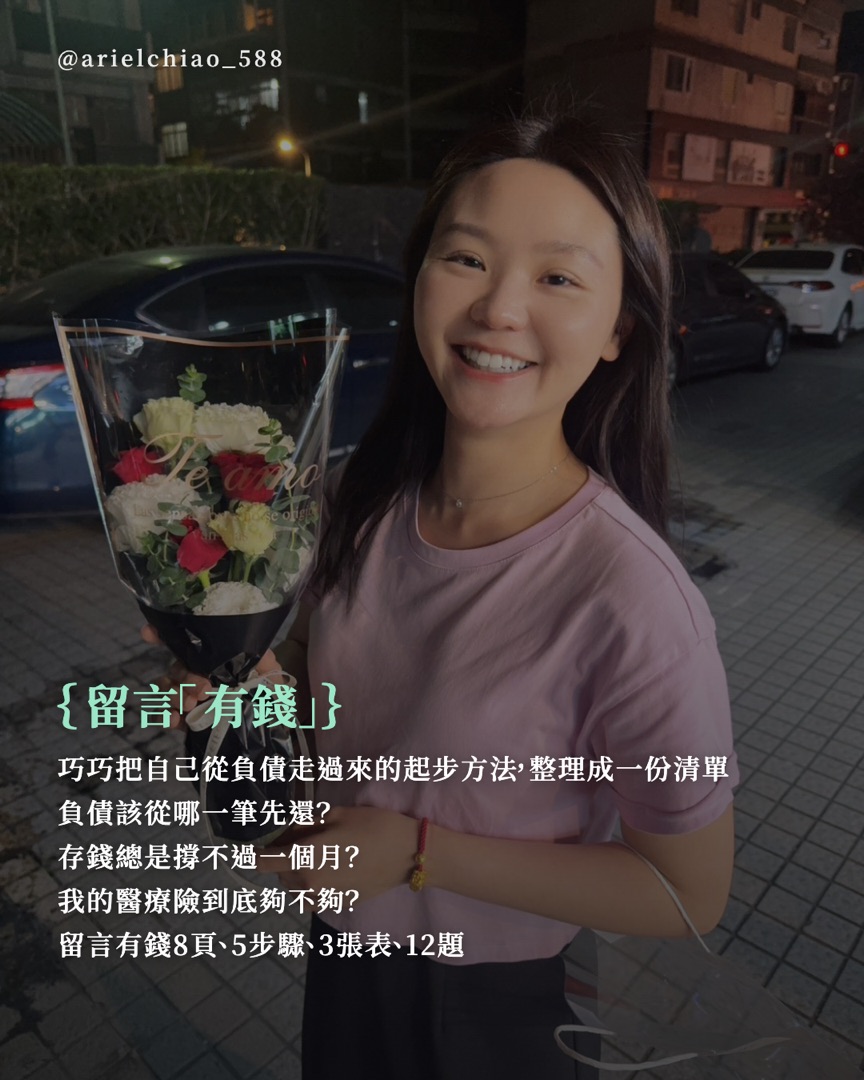 @arielchiao_588
Te amo
{留言「有錢」}
巧巧把自己從負債走過來的起步方法，整理成一份清單
負債該從哪一筆先還？
存錢總是撐不過一個月？
我的醫療險到底夠不夠？
留言有錢8頁、5步驟、3張表、12題